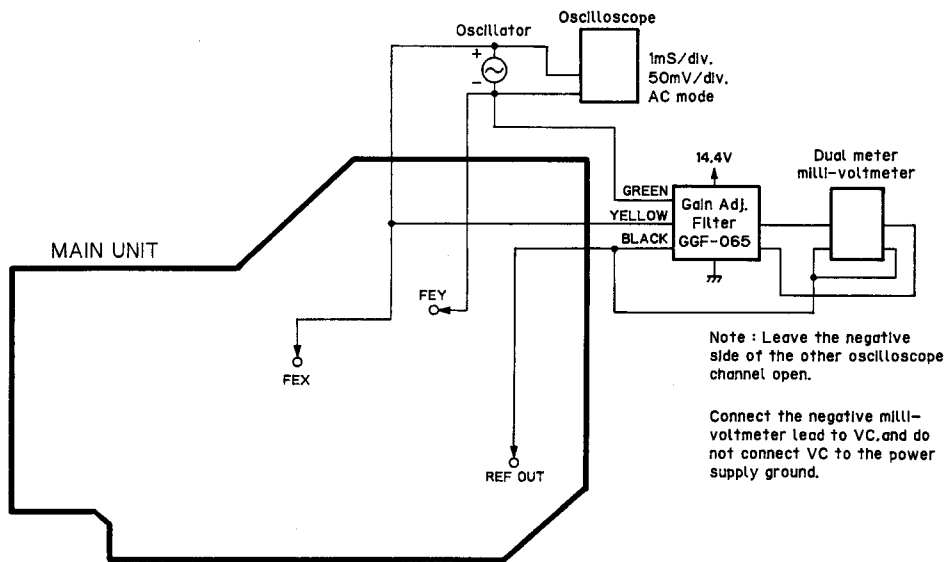 Oscilloscope
Oscillator
+
−
1mS/div.
50mV/div.
AC mode
14.4V
Dual meter
milli-voltmeter
GREEN
YELLOW
BLACK
Gain Adj.
Filter
GGF-065
MAIN UNIT
FEY
FEX
REF OUT
Note : Leave the negative
side of the other oscilloscope
channel open.
Connect the negative milli-
voltmeter lead to VC,and do
not connect VC to the power
supply ground.